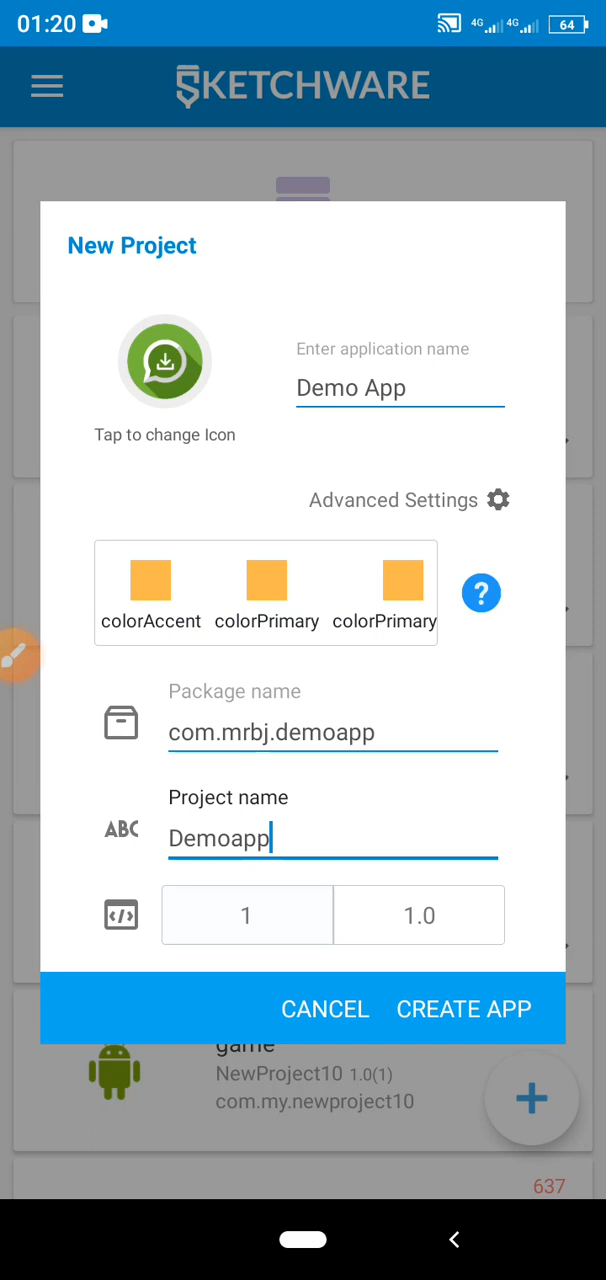 01:20
4G 4G 64
SKETCHWARE
New Project
Enter application name
Demo App
Tap to change Icon
Advanced Settings
colorAccent colorPrimary colorPrimary
?
Package name
com.mrbj.demoapp
Project name
ABC
Demoapp
1 1.0
CANCEL CREATE APP
game
NewProject10 1.0(1)
com.my.newproject10
637